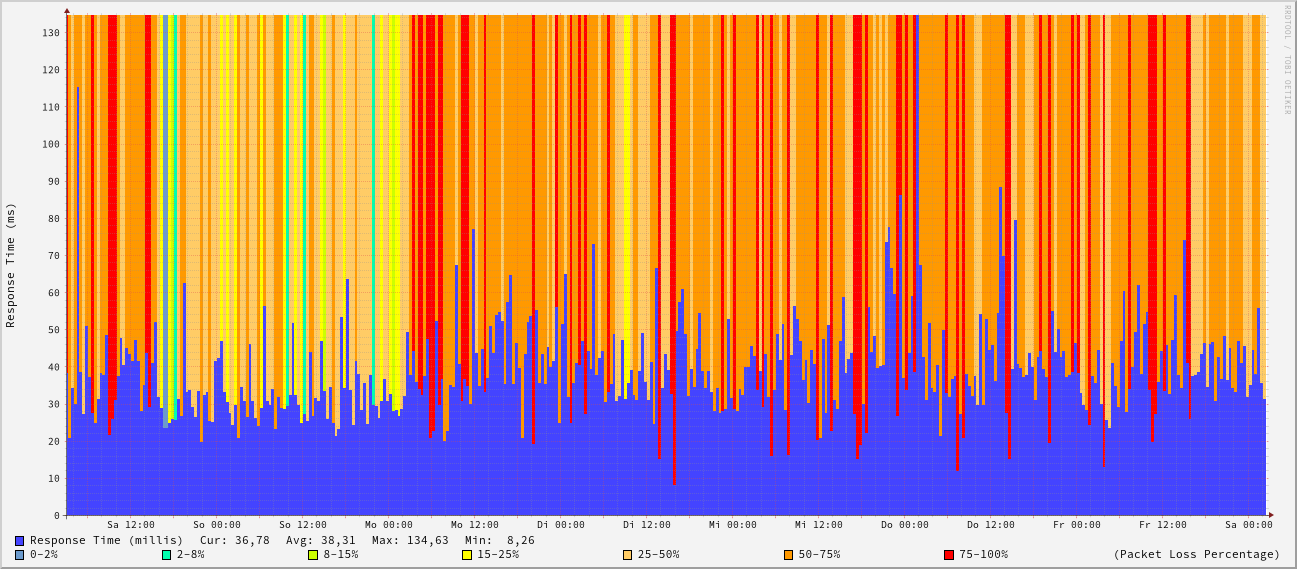 RRDTOOL / TOBI OETIKER
Response Time (ms)
130
120
110
100
90
80
70
60
50
40
30
20
10
0
Sa 12:00 So 00:00 So 12:00 Mo 00:00 Mo 12:00 Di 00:00 Di 12:00 Mi 00:00 Mi 12:00 Do 00:00 Do 12:00 Fr 00:00 Fr 12:00 Sa 00:00
Response Time (millis) Cur: 36,78 Avg: 38,31 Max: 134,63 Min: 8,26
0-2% 2-8% 8-15% 15-25% 25-50% 50-75% 75-100% (Packet Loss Percentage)